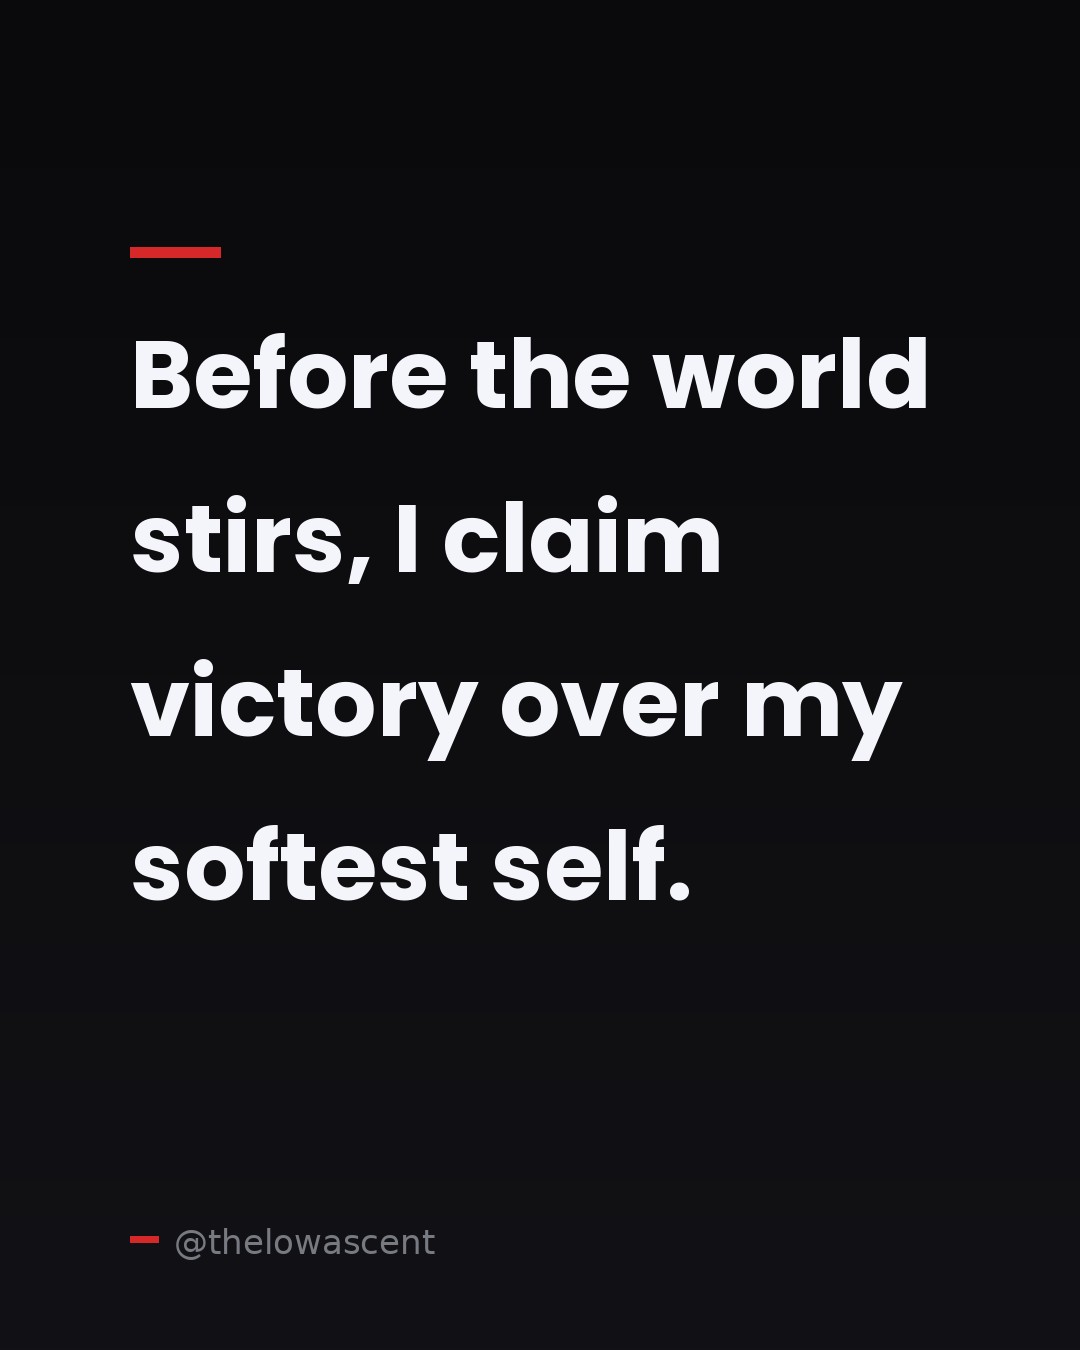 Before the world
stirs, I claim
victory over my
softest self.
@thelowascent